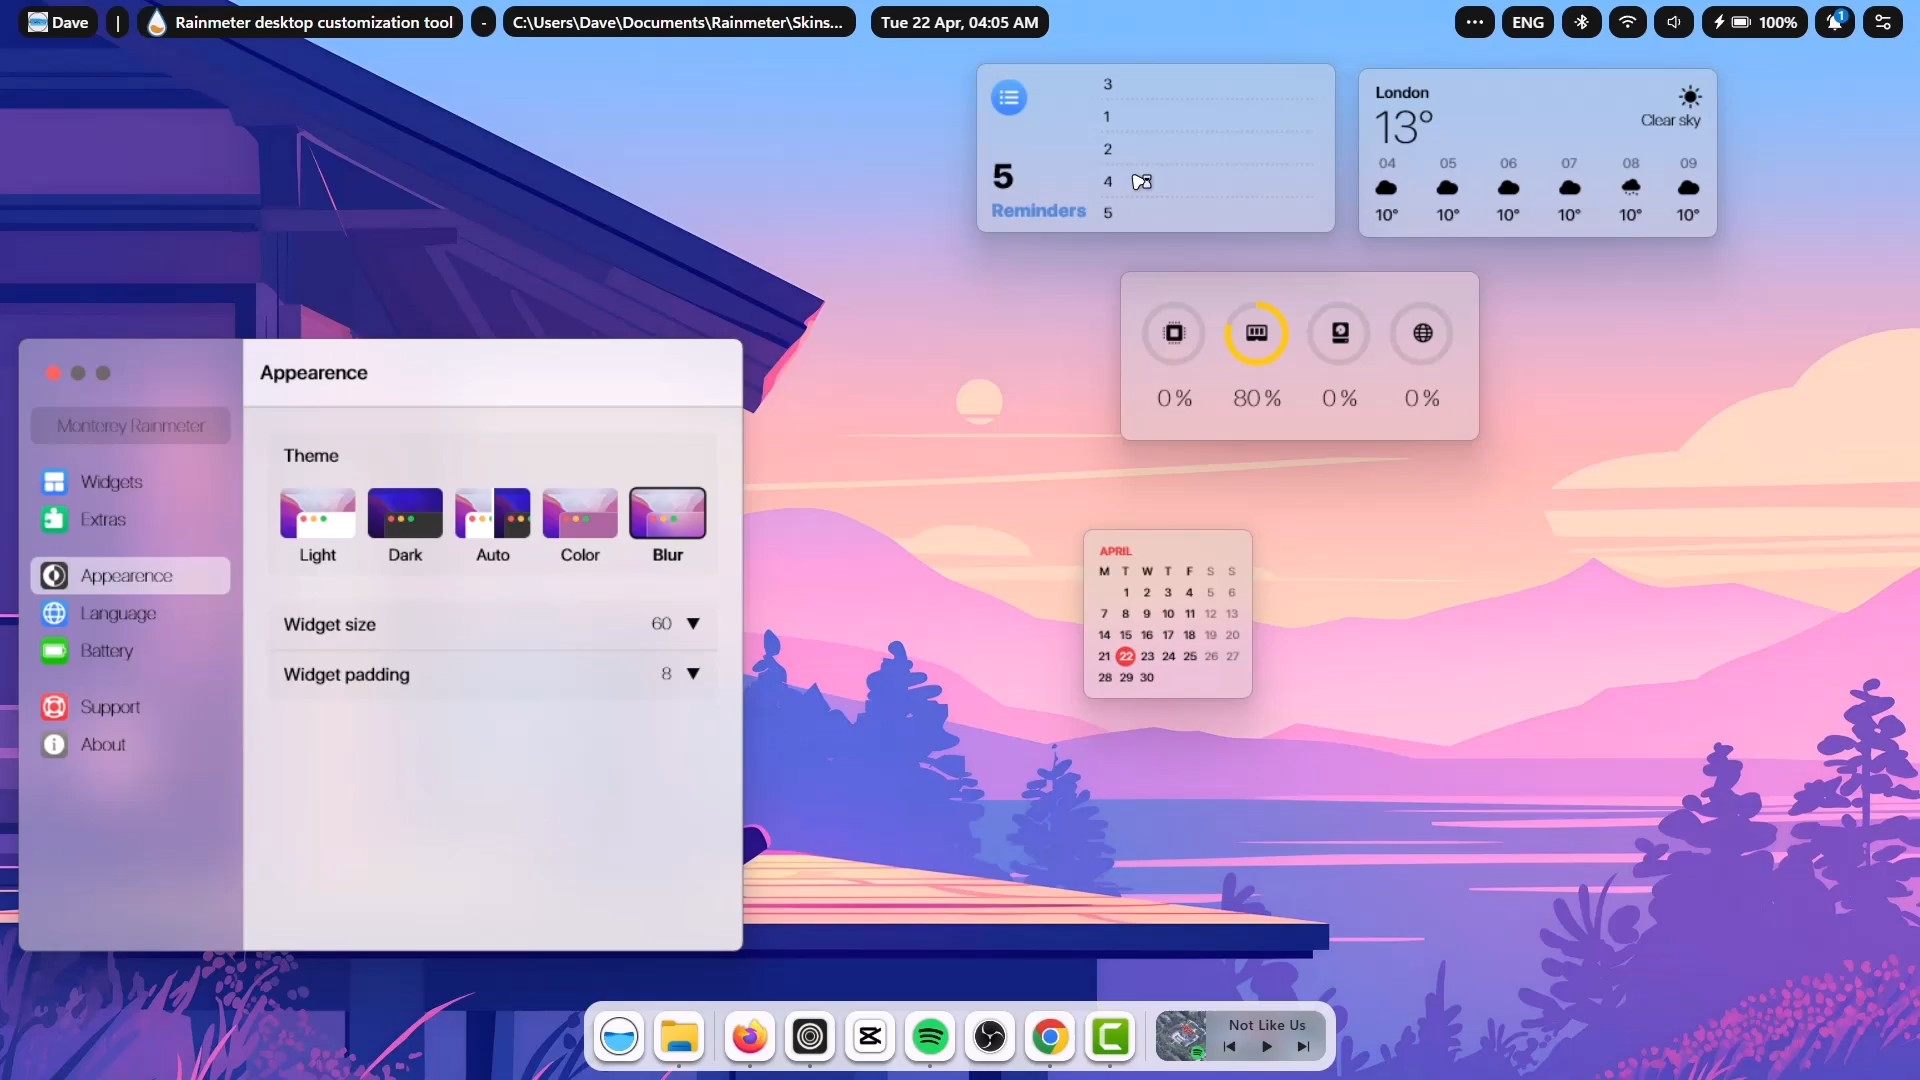 Dave | Rainmeter desktop customization tool - C:\Users\Dave\Documents\Rainmeter\Skins... Tue 22 Apr, 04:05 AM
ENG 100% 1
3
1
2
4
5
5
Reminders
London
13°
Clear sky
04 05 06 07 08 09
10° 10° 10° 10° 10° 10°
0% 80% 0% 0%
Appearence
Monterey Rainmeter
Widgets
Extras
Appearence
Language
Battery
Support
About
Theme
Light Dark Auto Color Blur
Widget size 60
Widget padding 8
APRIL
M T W T F S S
1 2 3 4 5 6
7 8 9 10 11 12 13
14 15 16 17 18 19 20
21 22 23 24 25 26 27
28 29 30
Not Like Us